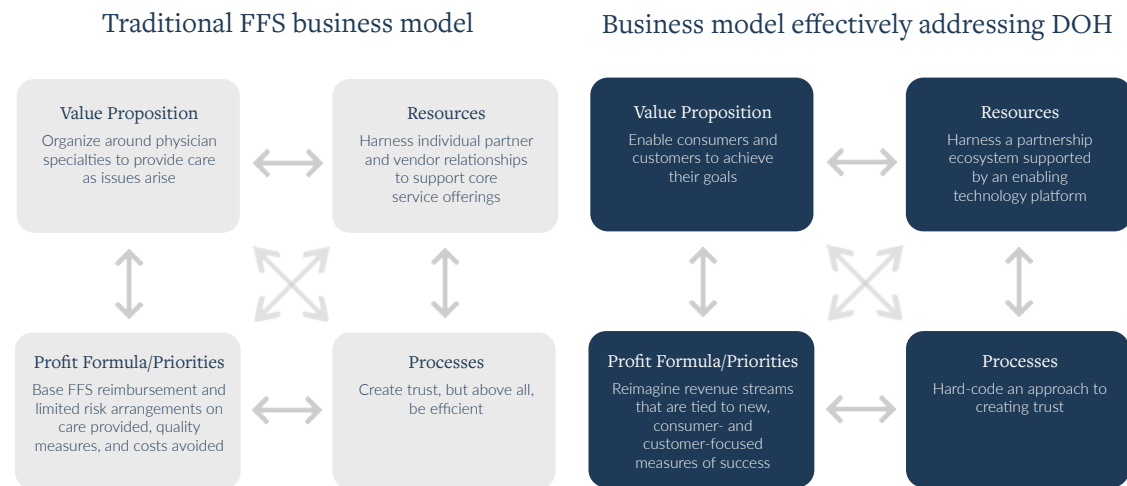 Traditional FFS business model
Business model effectively addressing DOH
Value Proposition
Organize around physician
specialties to provide care
as issues arise
Resources
Harness individual partner
and vendor relationships
to support core
service offerings
Profit Formula/Priorities
Base FFS reimbursement and
limited risk arrangements on
care provided, quality
measures, and costs avoided
Processes
Create trust, but above all,
be efficient
Value Proposition
Enable consumers and
customers to achieve
their goals
Resources
Harness a partnership
ecosystem supported
by an enabling
technology platform
Profit Formula/Priorities
Reimagine revenue streams
that are tied to new,
consumer- and
customer-focused
measures of success
Processes
Hard-code an approach to
creating trust